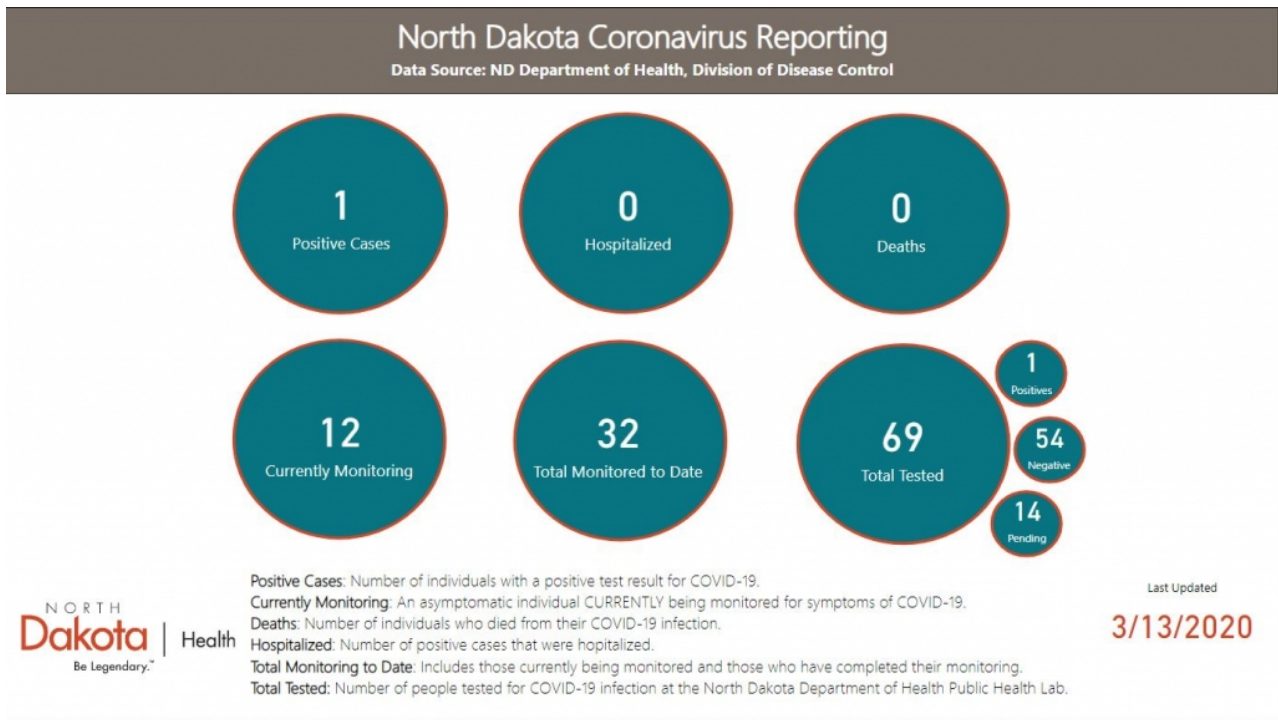 North Dakota Coronavirus Reporting
Data Source: ND Department of Health, Division of Disease Control
1
Positive Cases
0
Hospitalized
0
Deaths
12
Currently Monitoring
32
Total Monitored to Date
69
Total Tested
1
Positives
54
Negative
14
Pending
Positive Cases: Number of individuals with a positive test result for COVID-19.
Currently Monitoring: An asymptomatic individual CURRENTLY being monitored for symptoms of COVID-19.
Deaths: Number of individuals who died from their COVID-19 infection.
Hospitalized: Number of positive cases that were hopitalized.
Total Monitoring to Date: Includes those currently being monitored and those who have completed their monitoring.
Total Tested: Number of people tested for COVID-19 infection at the North Dakota Department of Health Public Health Lab.
NORTH
Dakota | Health
Be Legendary.™
Last Updated
3/13/2020